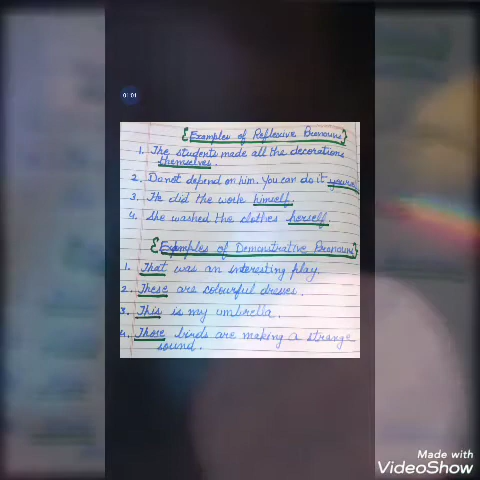 01:01
{Examples of Reflexive Pronouns}
1. The students made all the decorations
themselves.
2. Do not depend on him. You can do it
3. He did the work himself.
4. She washed the clothes herself.
{Examples of Demonstrative Pronouns}
1. That was an interesting play.
2. These are colourful dresses.
3. This is my umbrella.
4. Those birds are making a strange
sound.
Made with
VideoShow